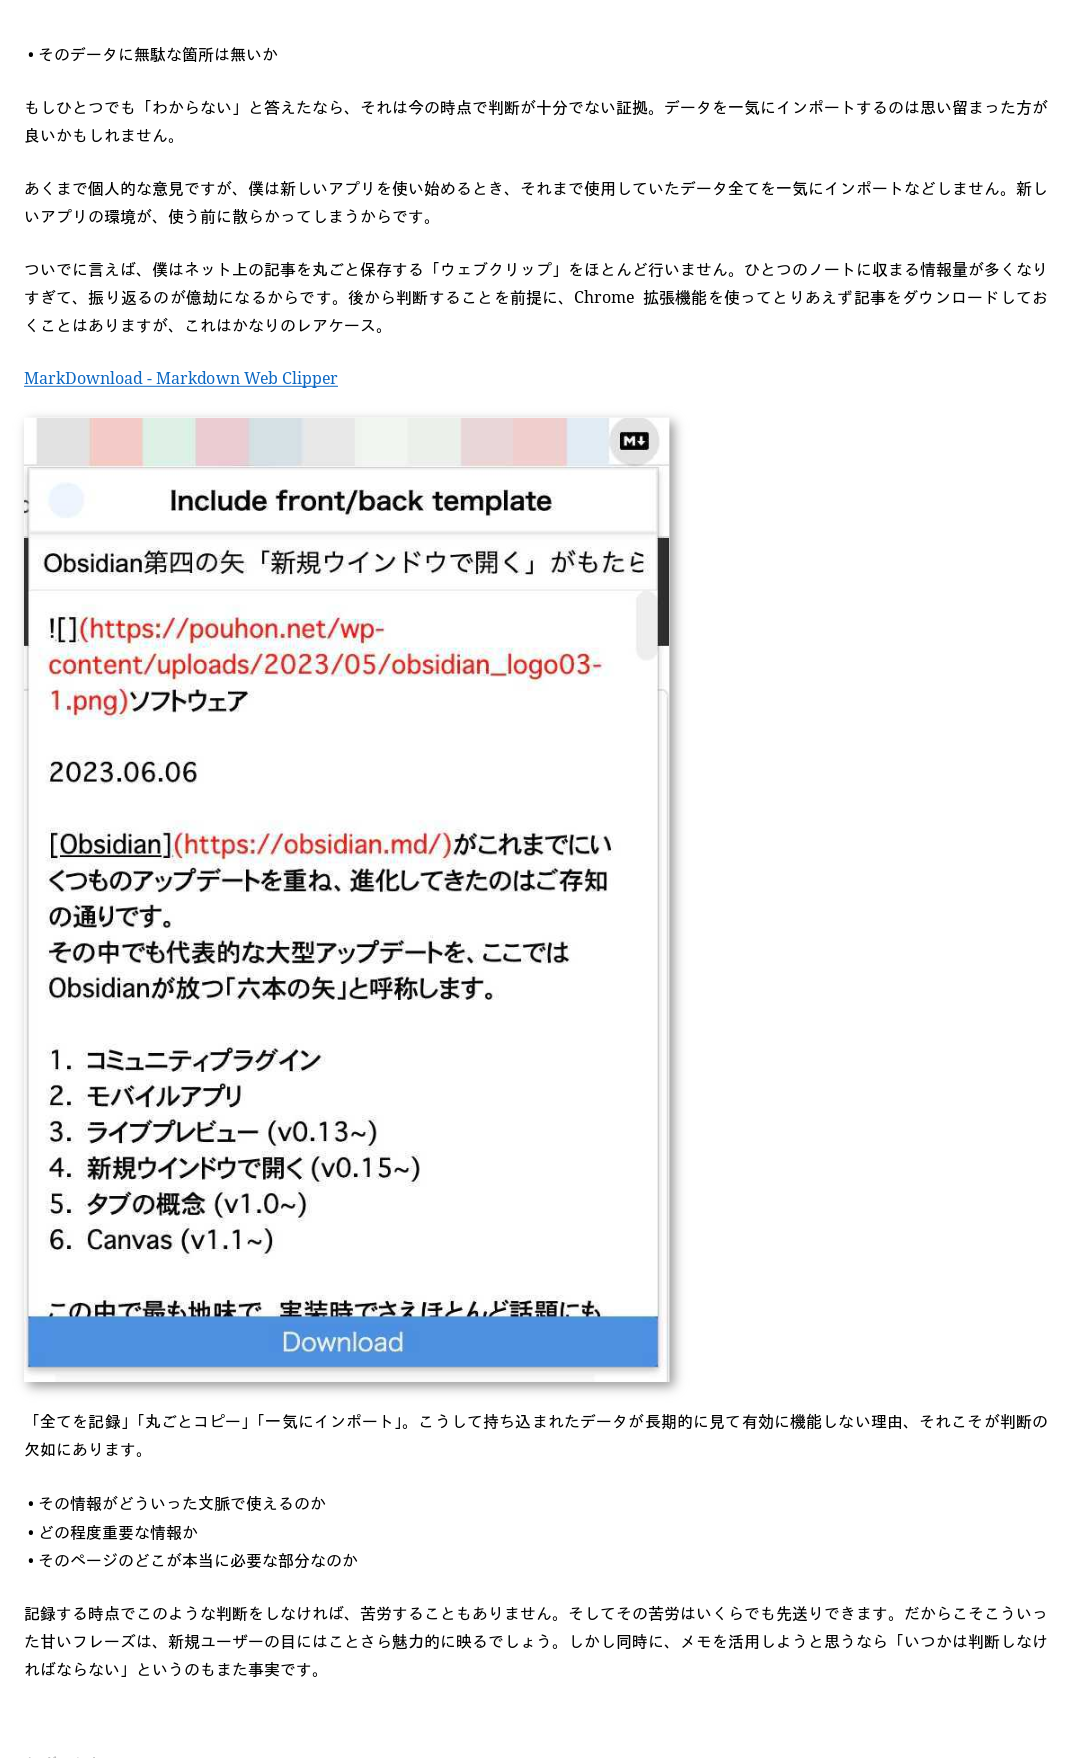 • そのデータに無駄な箇所は無いか
もしひとつでも「わからない」と答えたなら、それは今の時点で判断が十分でない証拠。データを一気にインポートするのは思い留まった方が
良いかもしれません。
あくまで個人的な意見ですが、僕は新しいアプリを使い始めるとき、それまで使用していたデータ全てを一気にインポートなどしません。新し
いアプリの環境が、使う前に散らかってしまうからです。
ついでに言えば、僕はネット上の記事を丸ごと保存する「ウェブクリップ」をほとんど行いません。ひとつのノートに収まる情報量が多くなり
すぎて、振り返るのが億劫になるからです。後から判断することを前提に、Chrome 拡張機能を使ってとりあえず記事をダウンロードしてお
くことはありますが、これはかなりのレアケース。
MarkDownload - Markdown Web Clipper
M
Include front/back template
Obsidian第四の矢「新規ウインドウで開く」がもたら
![](https://pouhon.net/wp-
content/uploads/2023/05/obsidian_logo03-
1.png)ソフトウェア
2023.06.06
[Obsidian](https://obsidian.md/)がこれまでにい
くつものアップデートを重ね、進化してきたのはご存知
の通りです。
その中でも代表的な大型アップデートを、ここでは
Obsidianが放つ「六本の矢」と呼称します。
1. コミュニティプラグイン
2. モバイルアプリ
3. ライブプレビュー (v0.13~)
4. 新規ウインドウで開く (v0.15~)
5. タブの概念 (v1.0~)
6. Canvas (v1.1~)
この中で最も地味で、実装時でさえほとんど話題にも
Download
「全てを記録」「丸ごとコピー」「一気にインポート」。こうして持ち込まれたデータが長期的に見て有効に機能しない理由、それこそが判断の
欠如にあります。
• その情報がどういった文脈で使えるのか
• どの程度重要な情報か
• そのページのどこが本当に必要な部分なのか
記録する時点でこのような判断をしなければ、苦労することもありません。そしてその苦労はいくらでも先送りできます。だからこそこういっ
た甘いフレーズは、新規ユーザーの目にはことさら魅力的に映るでしょう。しかし同時に、メモを活用しようと思うなら「いつかは判断しなけ
ればならない」というのもまた事実です。